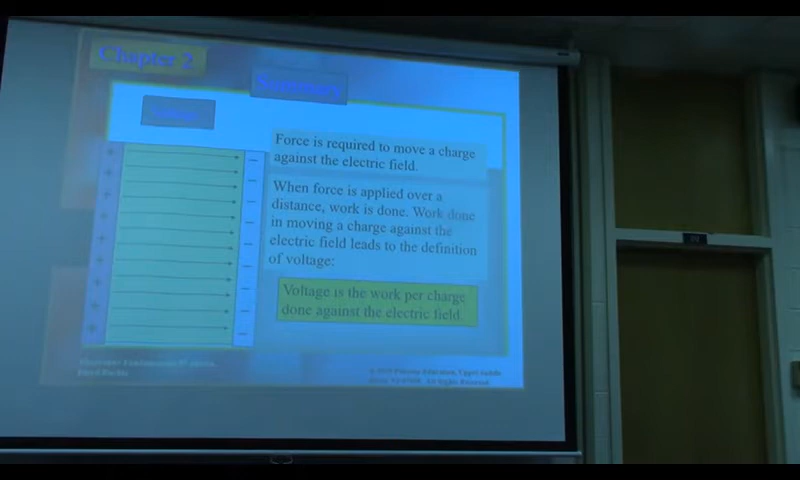 Chapter 2
Summary
Force is required to move a charge
against the electric field.
When force is applied over a
distance, work is done. Work done
in moving a charge against the
electric field leads to the definition
of voltage:
Voltage is the work per charge
done against the electric field.